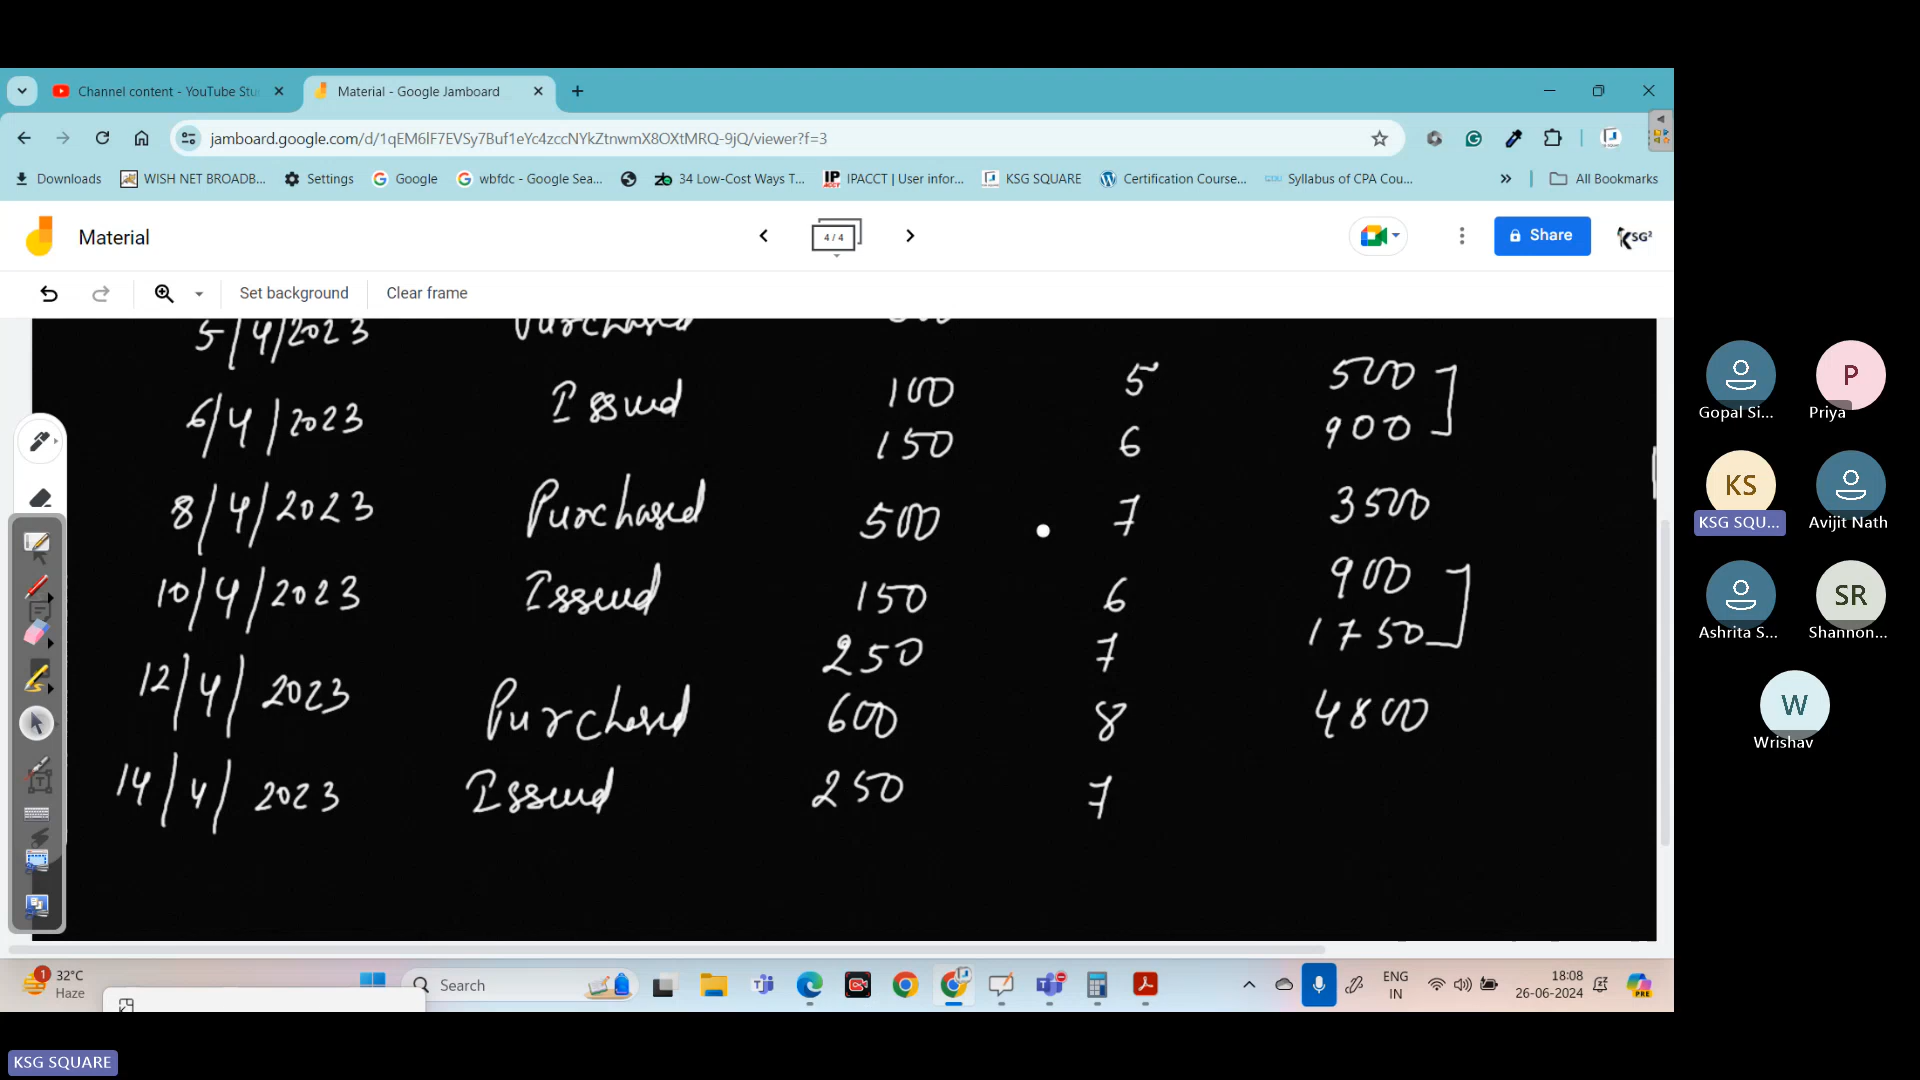 Channel content - YouTube Stu
Material - Google Jamboard
jamboard.google.com/d/1qEM6lF7EVSy7Buf1eYc4zccNYkZtnwmX8OXtMRQ-9jQ/viewer?f=3
Downloads WISH NET BROADB... Settings Google wbfdc - Google Sea... 34 Low-Cost Ways T... IPACCT | User infor... KSG SQUARE Certification Course... Syllabus of CPA Cou... » All Bookmarks
Material 4 / 4 Share KSG²
Set background Clear frame
5/4/2023 Purchased
6/4/2023 Issued 100 5 500
150 6 900
8/4/2023 Purchased 500 7 3500
10/4/2023 Issued 150 6 900
250 7 1750
12/4/2023 Purchased 600 8 4800
14/4/2023 Issued 250 7
Gopal Si...
P
Priya
KS
KSG SQU...
Avijit Nath
Ashrita S...
SR
Shannon...
W
Wrishav
1
32°C
Haze
Search
ENG
IN
18:08
26-06-2024
PRE
KSG SQUARE